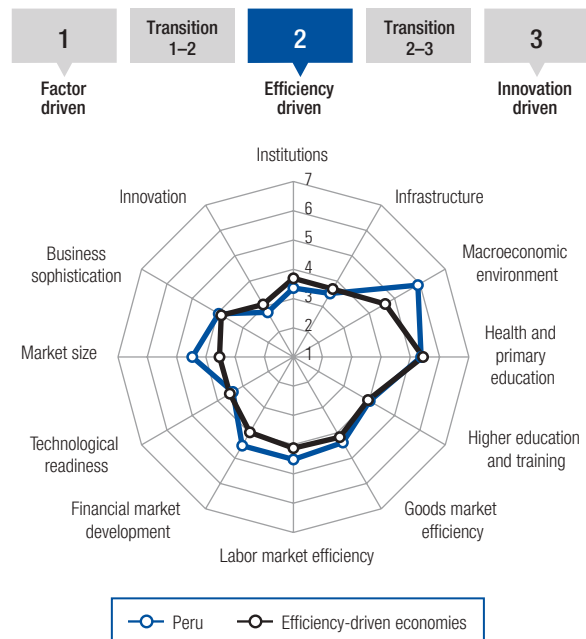 1
Transition
1–2
2
Transition
2–3
3
Factor
driven
Efficiency
driven
Innovation
driven
Institutions
7
6
5
4
3
2
1
Infrastructure
Macroeconomic
environment
Health and
primary
education
Higher education
and training
Goods market
efficiency
Labor market efficiency
Financial market
development
Technological
readiness
Market size
Business
sophistication
Innovation
Peru
Efficiency-driven economies